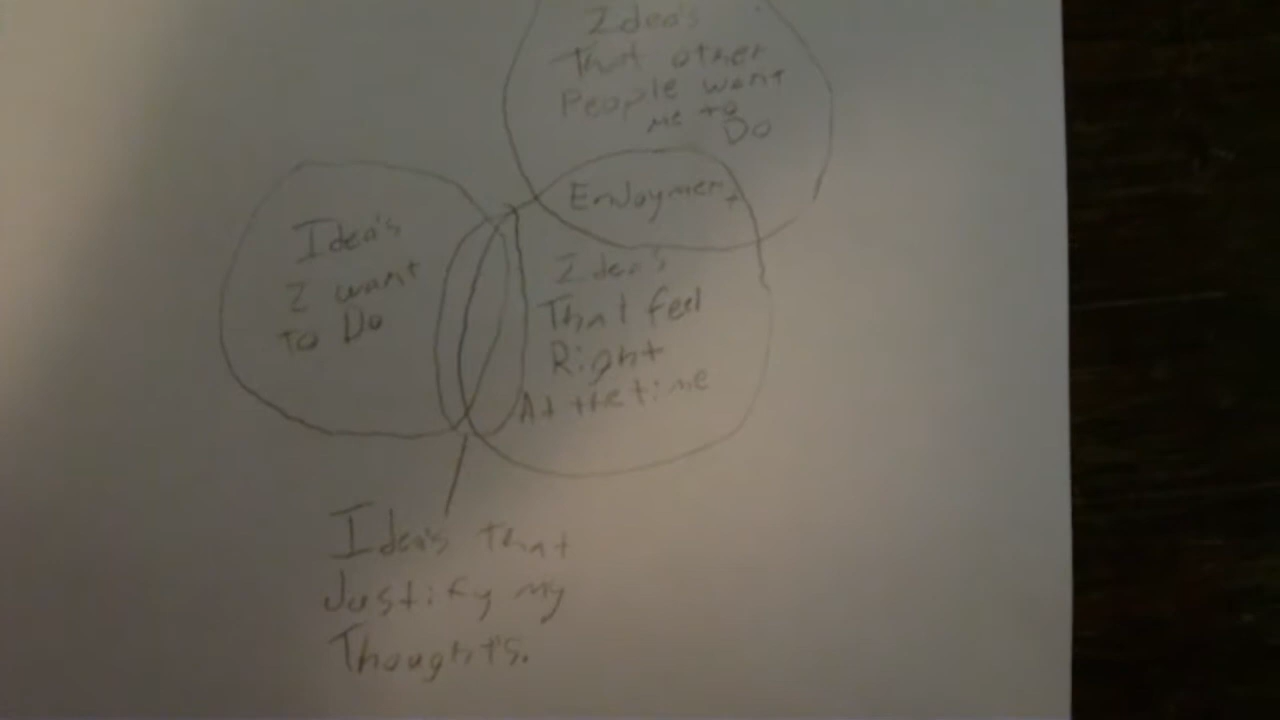 Idea's
That other
People want
me to
Do
Enjoyment
Idea's
I want
To Do
Idea's
That feel
Right
At the time
Idea's that
Justify my
Thought's.